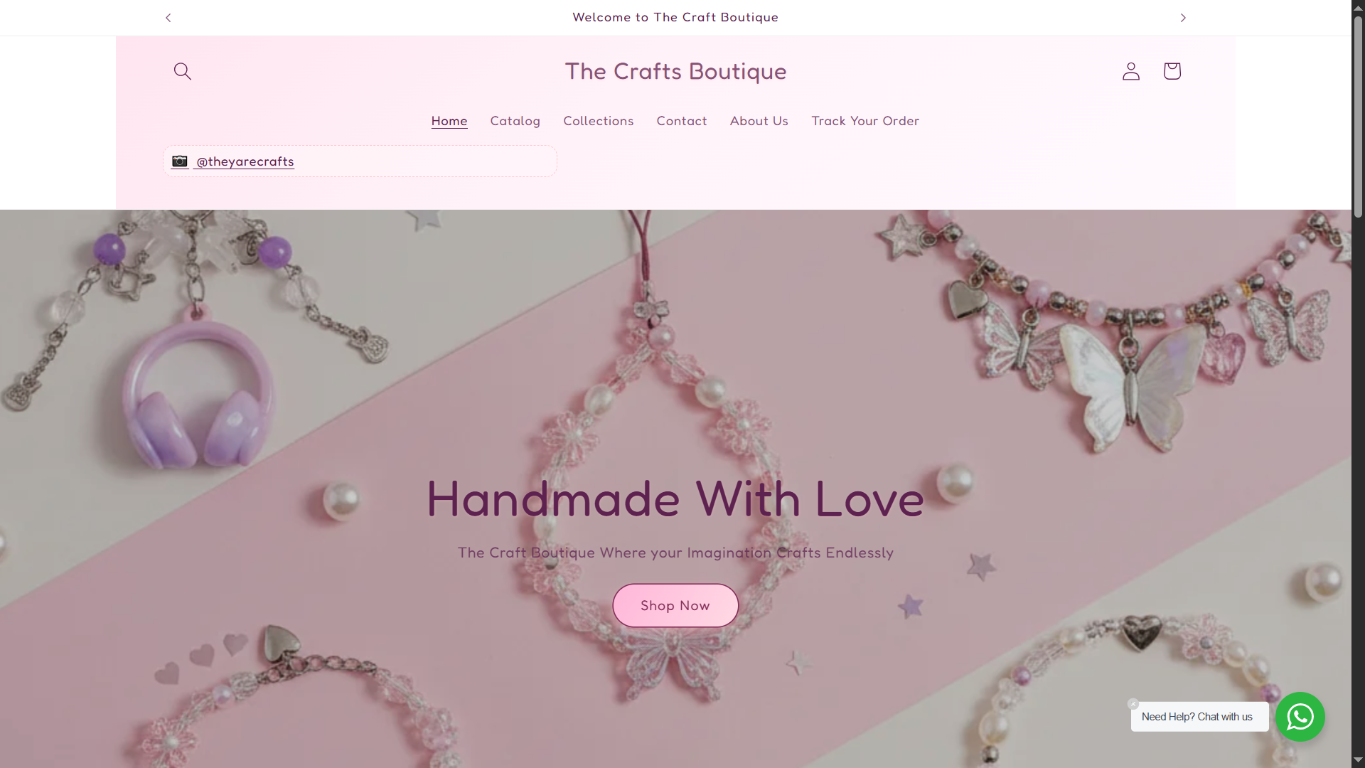 Welcome to The Craft Boutique
The Crafts Boutique
Home Catalog Collections Contact About Us Track Your Order
📷 @theyarecrafts
Handmade With Love
The Craft Boutique Where your Imagination Crafts Endlessly
Shop Now
Need Help? Chat with us